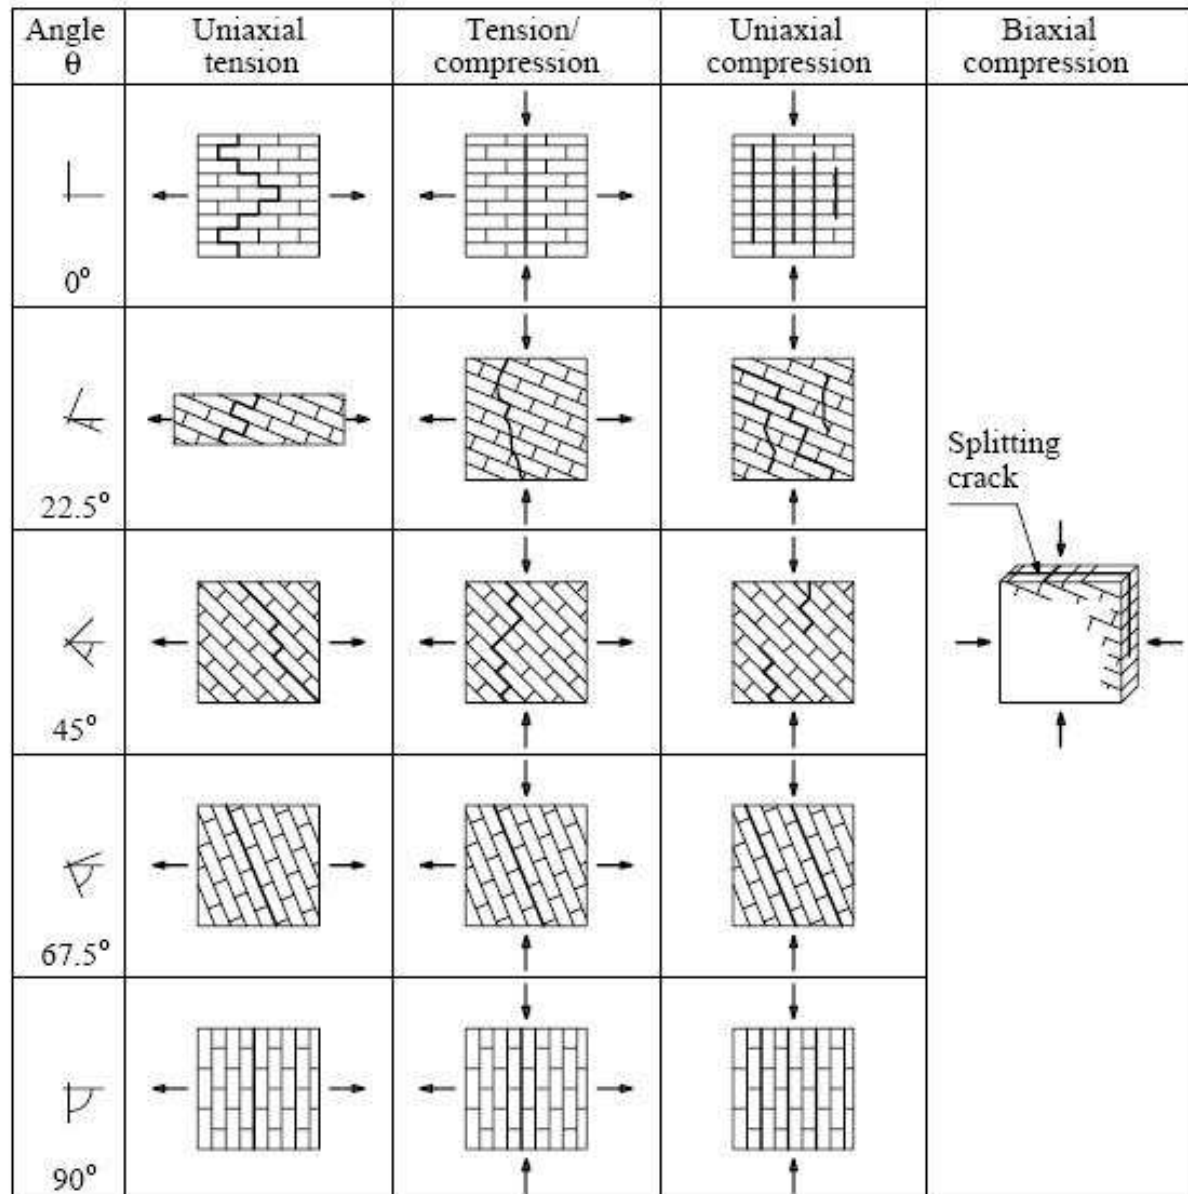 Angle
θ
Uniaxial
tension
Tension/
compression
Uniaxial
compression
Biaxial
compression
0°
22.5°
Splitting
crack
45°
67.5°
90°